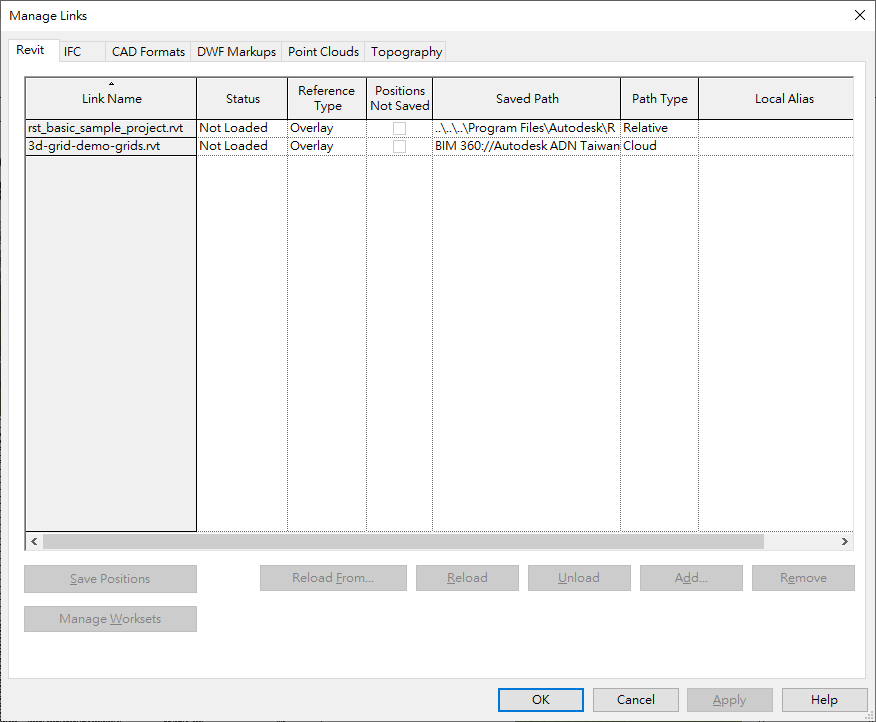 Manage Links
Revit IFC CAD Formats DWF Markups Point Clouds Topography
Link Name Status Reference Type Positions Not Saved Saved Path Path Type Local Alias
rst_basic_sample_project.rvt Not Loaded Overlay ..\..\..\Program Files\Autodesk\R Relative
3d-grid-demo-grids.rvt Not Loaded Overlay BIM 360://Autodesk ADN Taiwan Cloud
Save Positions Reload From... Reload Unload Add... Remove
Manage Worksets
OK Cancel Apply Help